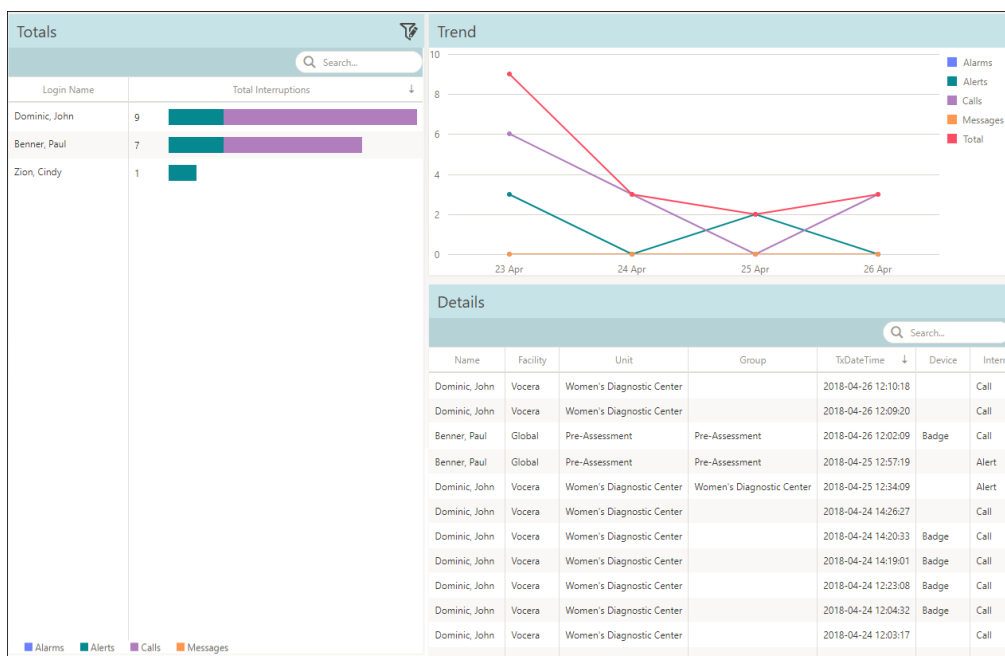 Totals
Search...
Login Name Total Interruptions ↓
Dominic, John 9
Benner, Paul 7
Zion, Cindy 1
Alarms Alerts Calls Messages
Trend
10
8
6
4
2
0
23 Apr 24 Apr 25 Apr 26 Apr
Alarms
Alerts
Calls
Messages
Total
Details
Search...
Name Facility Unit Group TxDateTime ↓ Device Intern
Dominic, John Vocera Women's Diagnostic Center 2018-04-26 12:10:18 Call
Dominic, John Vocera Women's Diagnostic Center 2018-04-26 12:09:20 Call
Benner, Paul Global Pre-Assessment Pre-Assessment 2018-04-26 12:02:09 Badge Call
Benner, Paul Global Pre-Assessment Pre-Assessment 2018-04-25 12:57:19 Alert
Dominic, John Vocera Women's Diagnostic Center Women's Diagnostic Center 2018-04-25 12:34:09 Alert
Dominic, John Vocera Women's Diagnostic Center 2018-04-24 14:26:27 Call
Dominic, John Vocera Women's Diagnostic Center 2018-04-24 14:20:33 Badge Call
Dominic, John Vocera Women's Diagnostic Center 2018-04-24 14:19:01 Badge Call
Dominic, John Vocera Women's Diagnostic Center 2018-04-24 12:23:08 Badge Call
Dominic, John Vocera Women's Diagnostic Center 2018-04-24 12:04:32 Badge Call
Dominic, John Vocera Women's Diagnostic Center 2018-04-24 12:03:17 Call